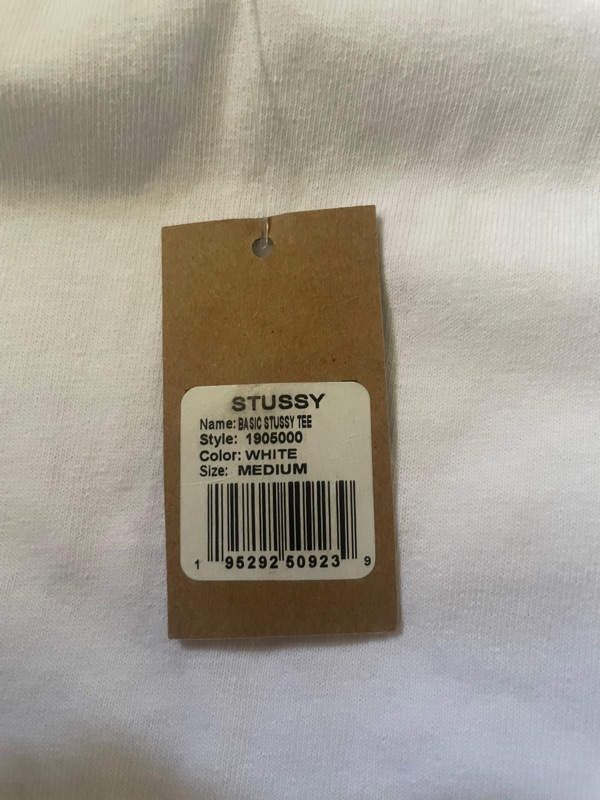 STUSSY
Name: BASIC STUSSY TEE
Style: 1905000
Color: WHITE
Size: MEDIUM
1 95292 50923 9